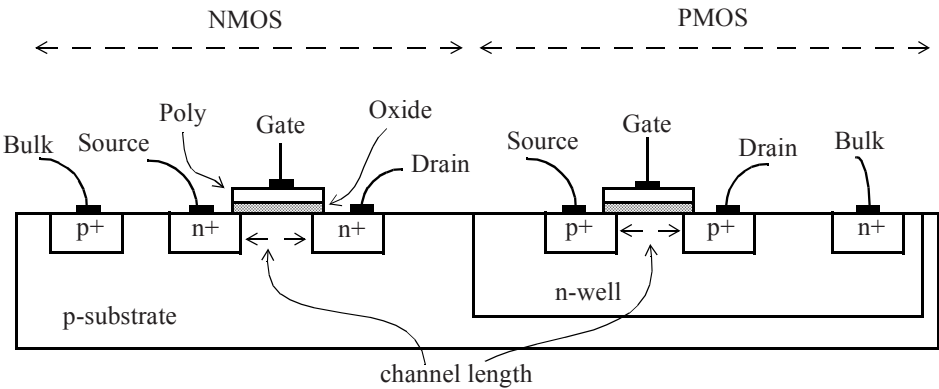 NMOS
PMOS
Poly
Oxide
Gate
Gate
Bulk
Source
Drain
Source
Drain
Bulk
p+
n+
n+
p+
p+
n+
n-well
p-substrate
channel length